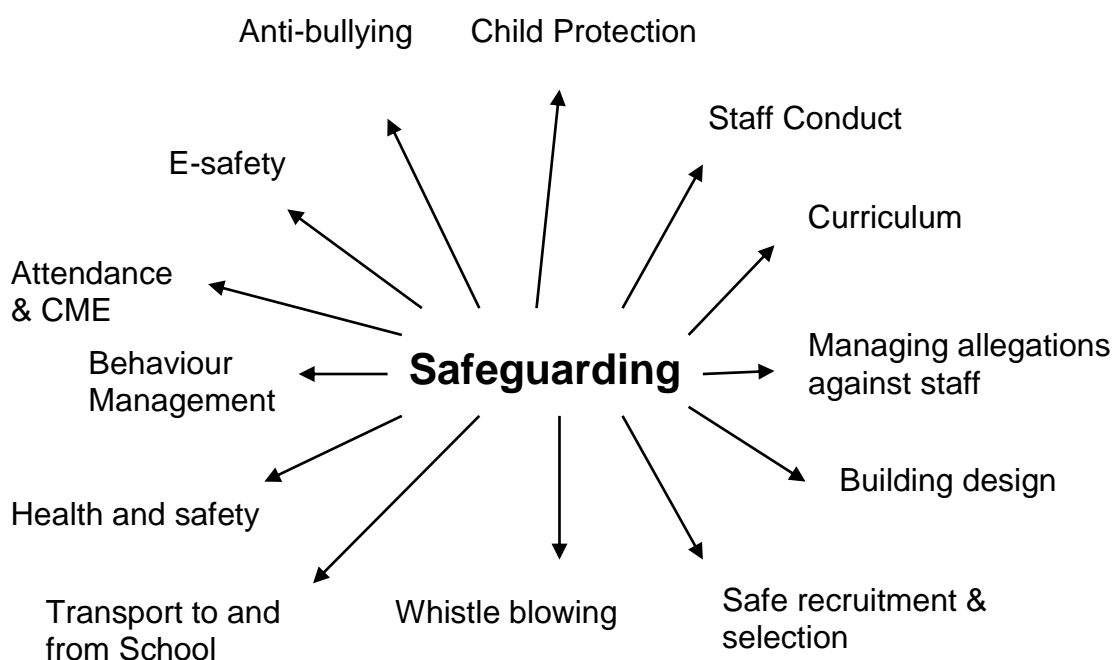 Anti-bullying
Child Protection
Staff Conduct
E-safety
Curriculum
Attendance
& CME
Managing allegations
against staff
Safeguarding
Behaviour
Management
Building design
Health and safety
Safe recruitment &
selection
Transport to and
from School
Whistle blowing